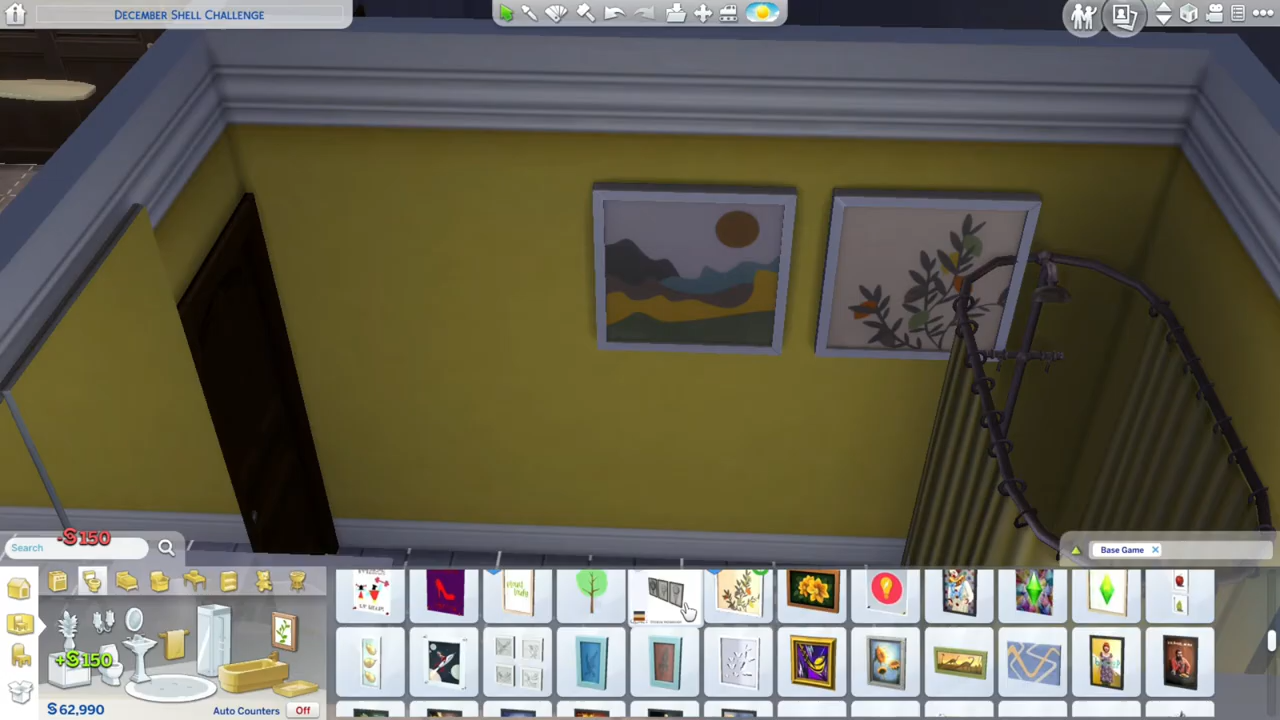 DECEMBER SHELL CHALLENGE
-§150
Search
Base Game
+§150
§62,990
Auto Counters
Off